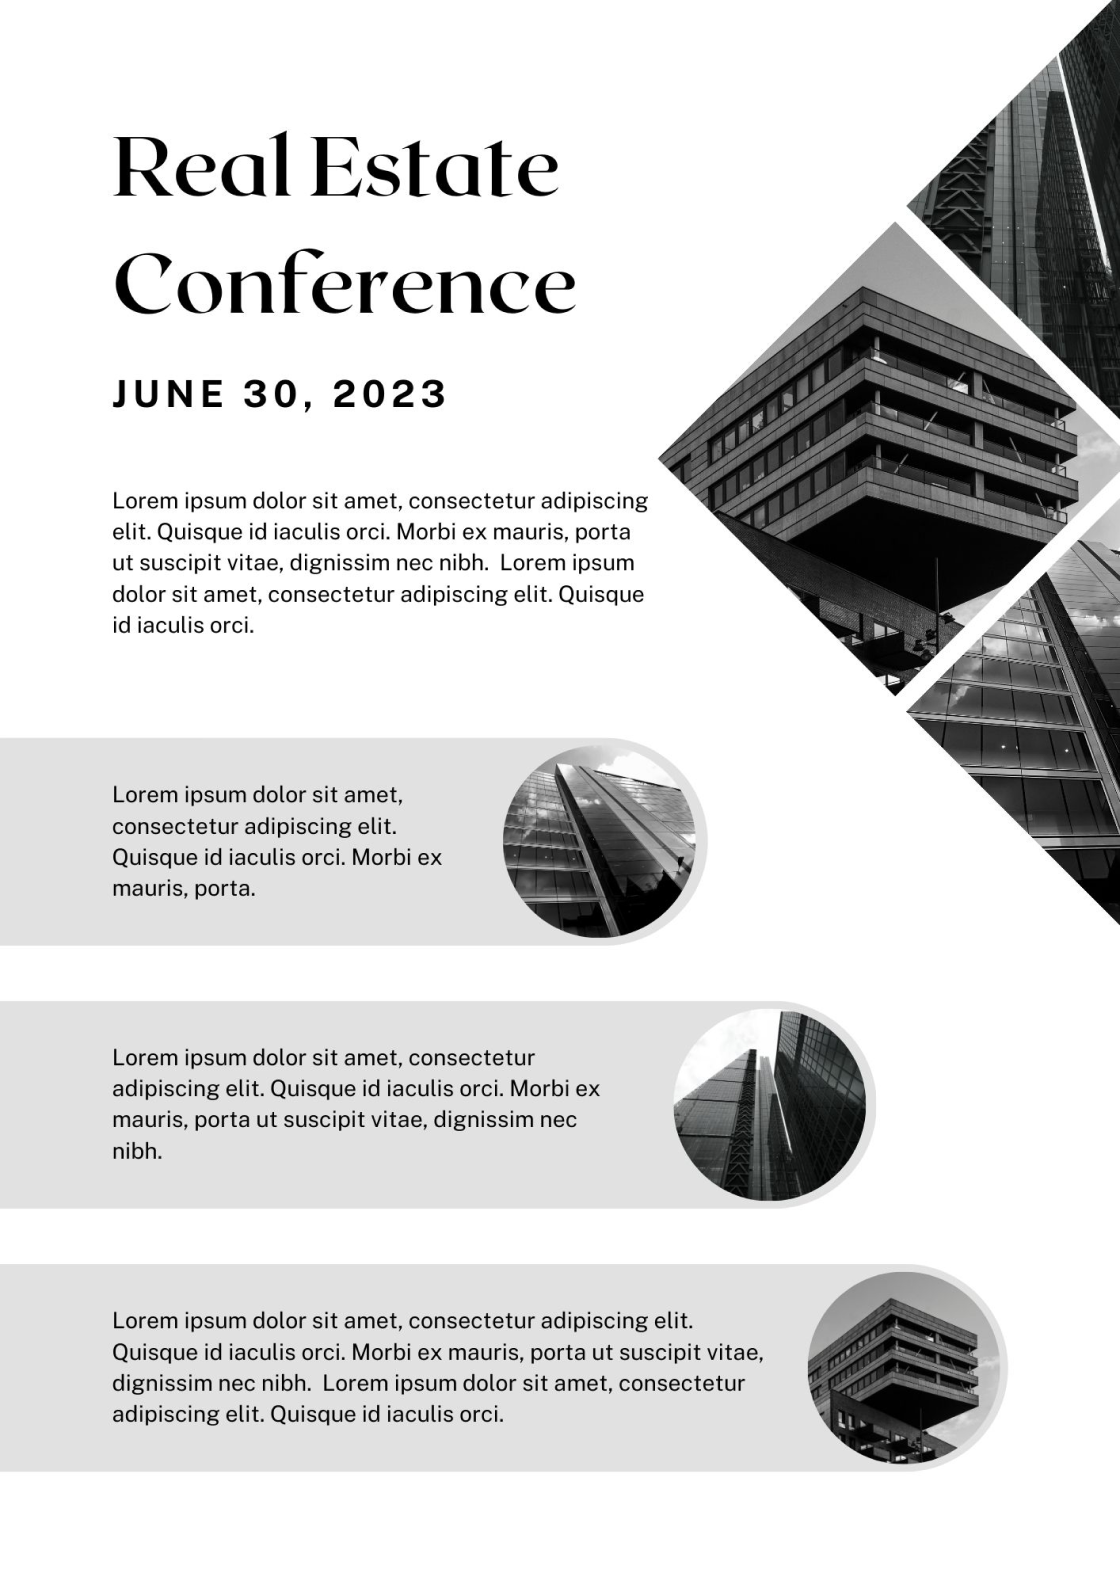 Real Estate
Conference
JUNE 30, 2023
Lorem ipsum dolor sit amet, consectetur adipiscing
elit. Quisque id iaculis orci. Morbi ex mauris, porta
ut suscipit vitae, dignissim nec nibh.  Lorem ipsum
dolor sit amet, consectetur adipiscing elit. Quisque
id iaculis orci.
Lorem ipsum dolor sit amet,
consectetur adipiscing elit.
Quisque id iaculis orci. Morbi ex
mauris, porta.
Lorem ipsum dolor sit amet, consectetur
adipiscing elit. Quisque id iaculis orci. Morbi ex
mauris, porta ut suscipit vitae, dignissim nec
nibh.
Lorem ipsum dolor sit amet, consectetur adipiscing elit.
Quisque id iaculis orci. Morbi ex mauris, porta ut suscipit vitae,
dignissim nec nibh.  Lorem ipsum dolor sit amet, consectetur
adipiscing elit. Quisque id iaculis orci.